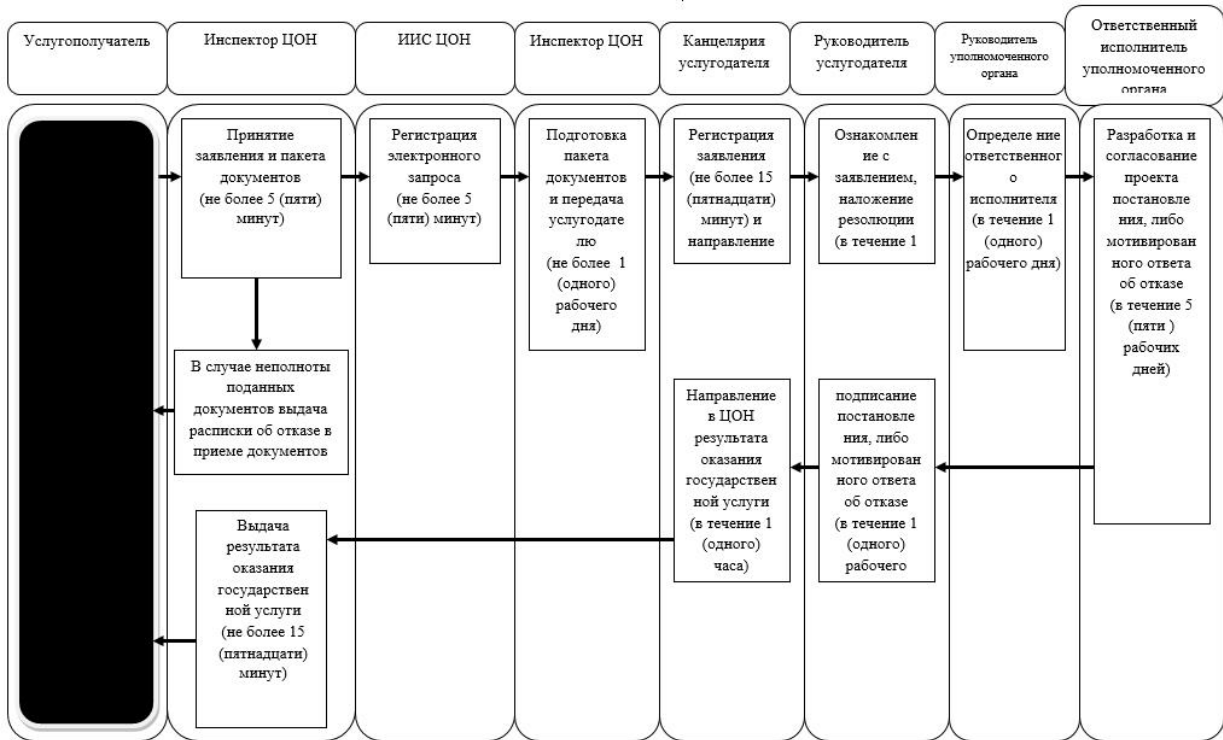 Услугополучатель
Инспектор ЦОН
ИИС ЦОН
Инспектор ЦОН
Канцелярия
услугодателя
Руководитель
услугодателя
Руководитель
уполномоченного
органа
Ответственный
исполнитель
уполномоченного
органа
Принятие
заявления и пакета
документов
(не более 5 (пяти)
минут)
Регистрация
электронного
запроса
(не более 5
(пяти) минут)
Подготовка
пакета
документов
и передача
услугодате
лю
(не более 1
(одного)
рабочего
дня)
Регистрация
заявления
(не более 15
(пятнадцати)
минут) и
направление
Ознакомлен
ие с
заявлением,
наложение
резолюции
(в течение 1
Определе ние
ответственног
о
исполнителя
(в течение 1
(одного)
рабочего дня)
Разработка и
согласование
проекта
постановле
ния, либо
мотивирован
ного ответа
об отказе
(в течение 5
(пяти )
рабочих
дней)
В случае неполноты
поданных
документов выдача
расписки об отказе в
приеме документов
Направление
в ЦОН
результата
оказания
государствен
ной услуги
(в течение 1
(одного)
часа)
подписание
постановле
ния, либо
мотивирован
ного ответа
об отказе
(в течение 1
(одного)
рабочего
Выдача
результата
оказания
государствен
ной услуги
(не более 15
(пятнадцати)
минут)